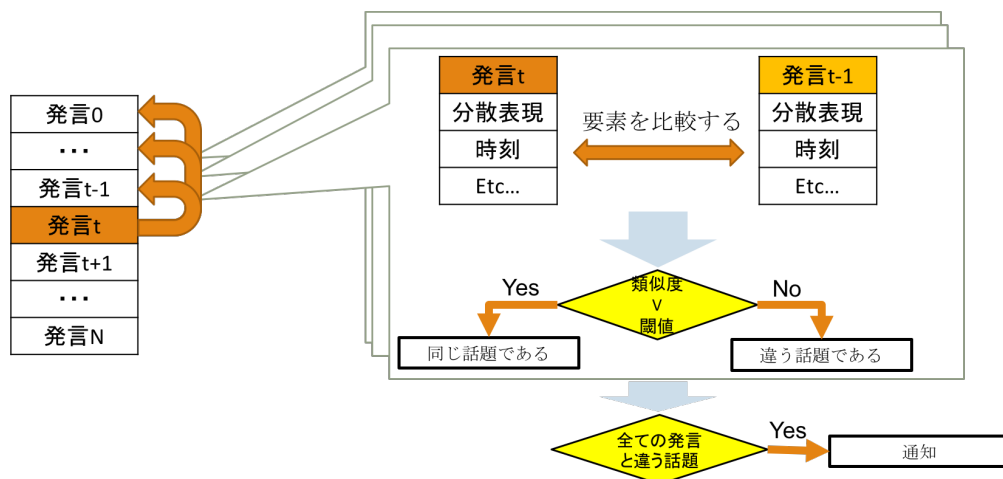 発言0
・・・
発言t-1
発言t
発言t+1
・・・
発言N
発言t
分散表現
時刻
Etc...
要素を比較する
発言t-1
分散表現
時刻
Etc...
Yes
類似度
V
閾値
No
同じ話題である
違う話題である
全ての発言
と違う話題
Yes
通知